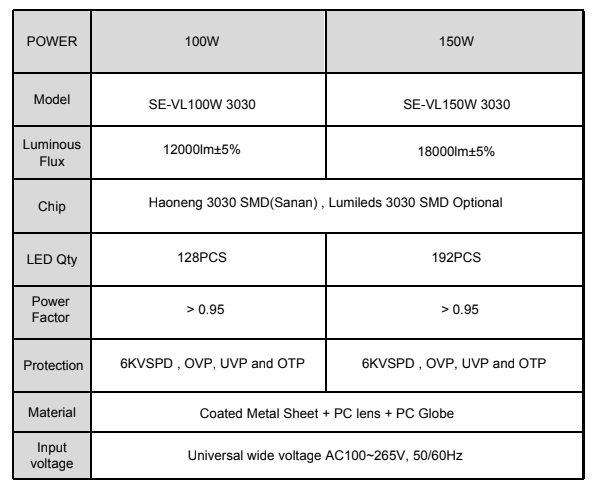 POWER 100W 150W
Model SE-VL100W 3030 SE-VL150W 3030
Luminous
Flux
12000lm±5% 18000lm±5%
Chip Haoneng 3030 SMD(Sanan) , Lumileds 3030 SMD Optional
LED Qty 128PCS 192PCS
Power
Factor
> 0.95 > 0.95
Protection 6KVSPD , OVP, UVP and OTP 6KVSPD , OVP, UVP and OTP
Material Coated Metal Sheet + PC lens + PC Globe
Input
voltage
Universal wide voltage AC100~265V, 50/60Hz